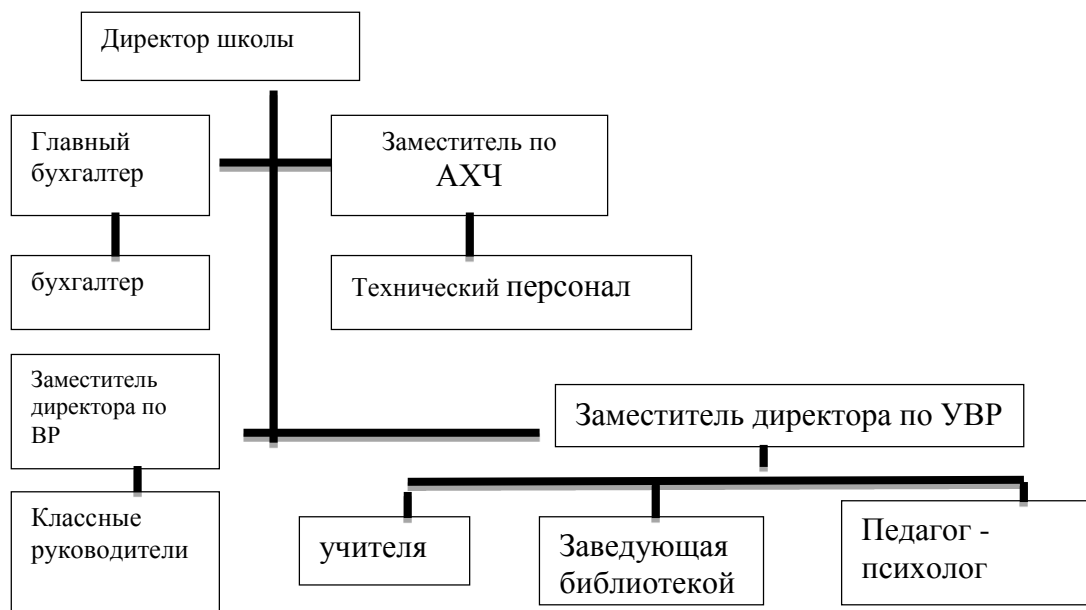 Директор школы
Главный
бухгалтер
Заместитель по
АХЧ
бухгалтер
Технический персонал
Заместитель
директора по
ВР
Заместитель директора по УВР
Классные
руководители
учителя
Заведующая
библиотекой
Педагог -
психолог